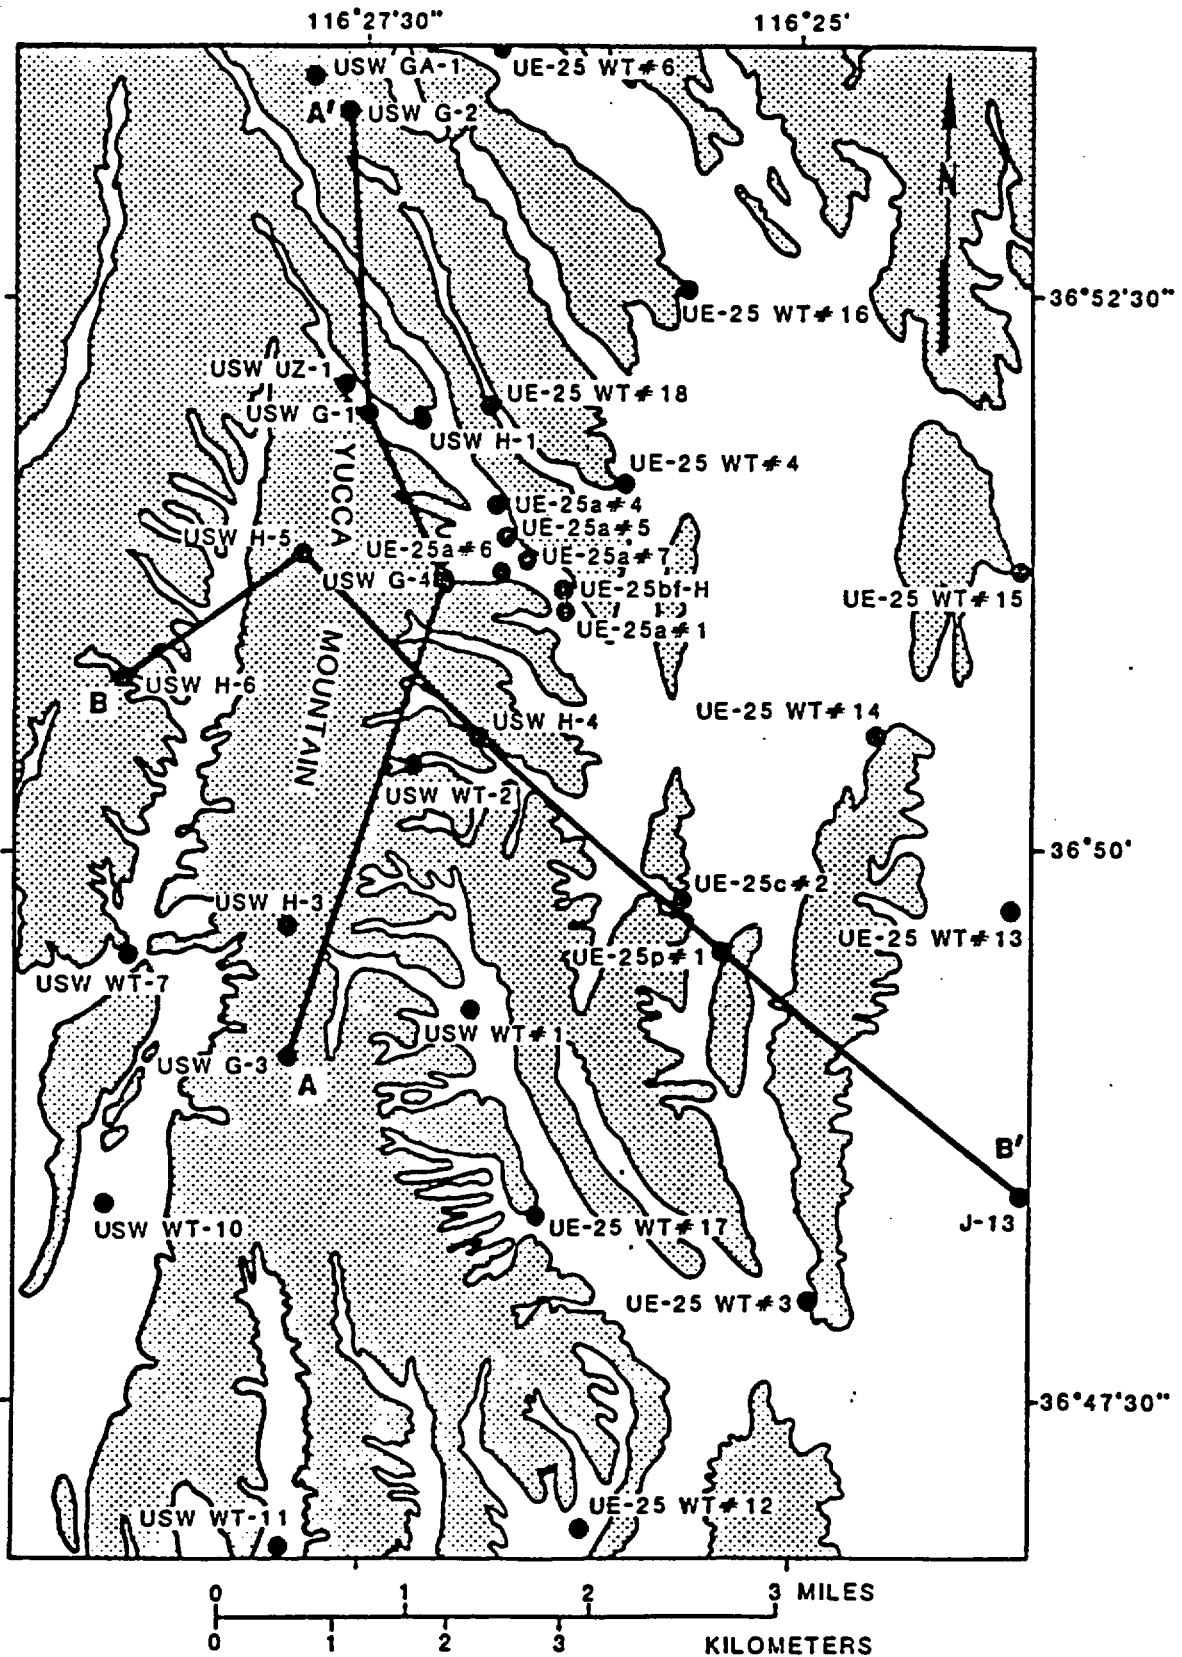 116°27'30" 116°25'
USW GA-1 UE-25 WT#6
A' USW G-2
N
36°52'30"
UE-25 WT#16
USW UZ-1
UE-25 WT#18
USW G-1
USW H-1
YUCCA
UE-25 WT#4
UE-25a#4
UE-25a#5
USW H-5
UE-25a#6 UE-25a#7
USW G-4 UE-25bf-H
UE-25 WT#15
UE-25a#1
MOUNTAIN
USW H-6
B
UE-25 WT#14
USW H-4
USW WT-2
36°50'
UE-25c#2
USW H-3
UE-25 WT#13
UE-25p#1
USW WT-7
USW WT#1
USW G-3
A
B'
J-13
USW WT-10 UE-25 WT#17
UE-25 WT#3
36°47'30"
UE-25 WT#12
USW WT-11
0 1 2 3 MILES
0 1 2 3 KILOMETERS